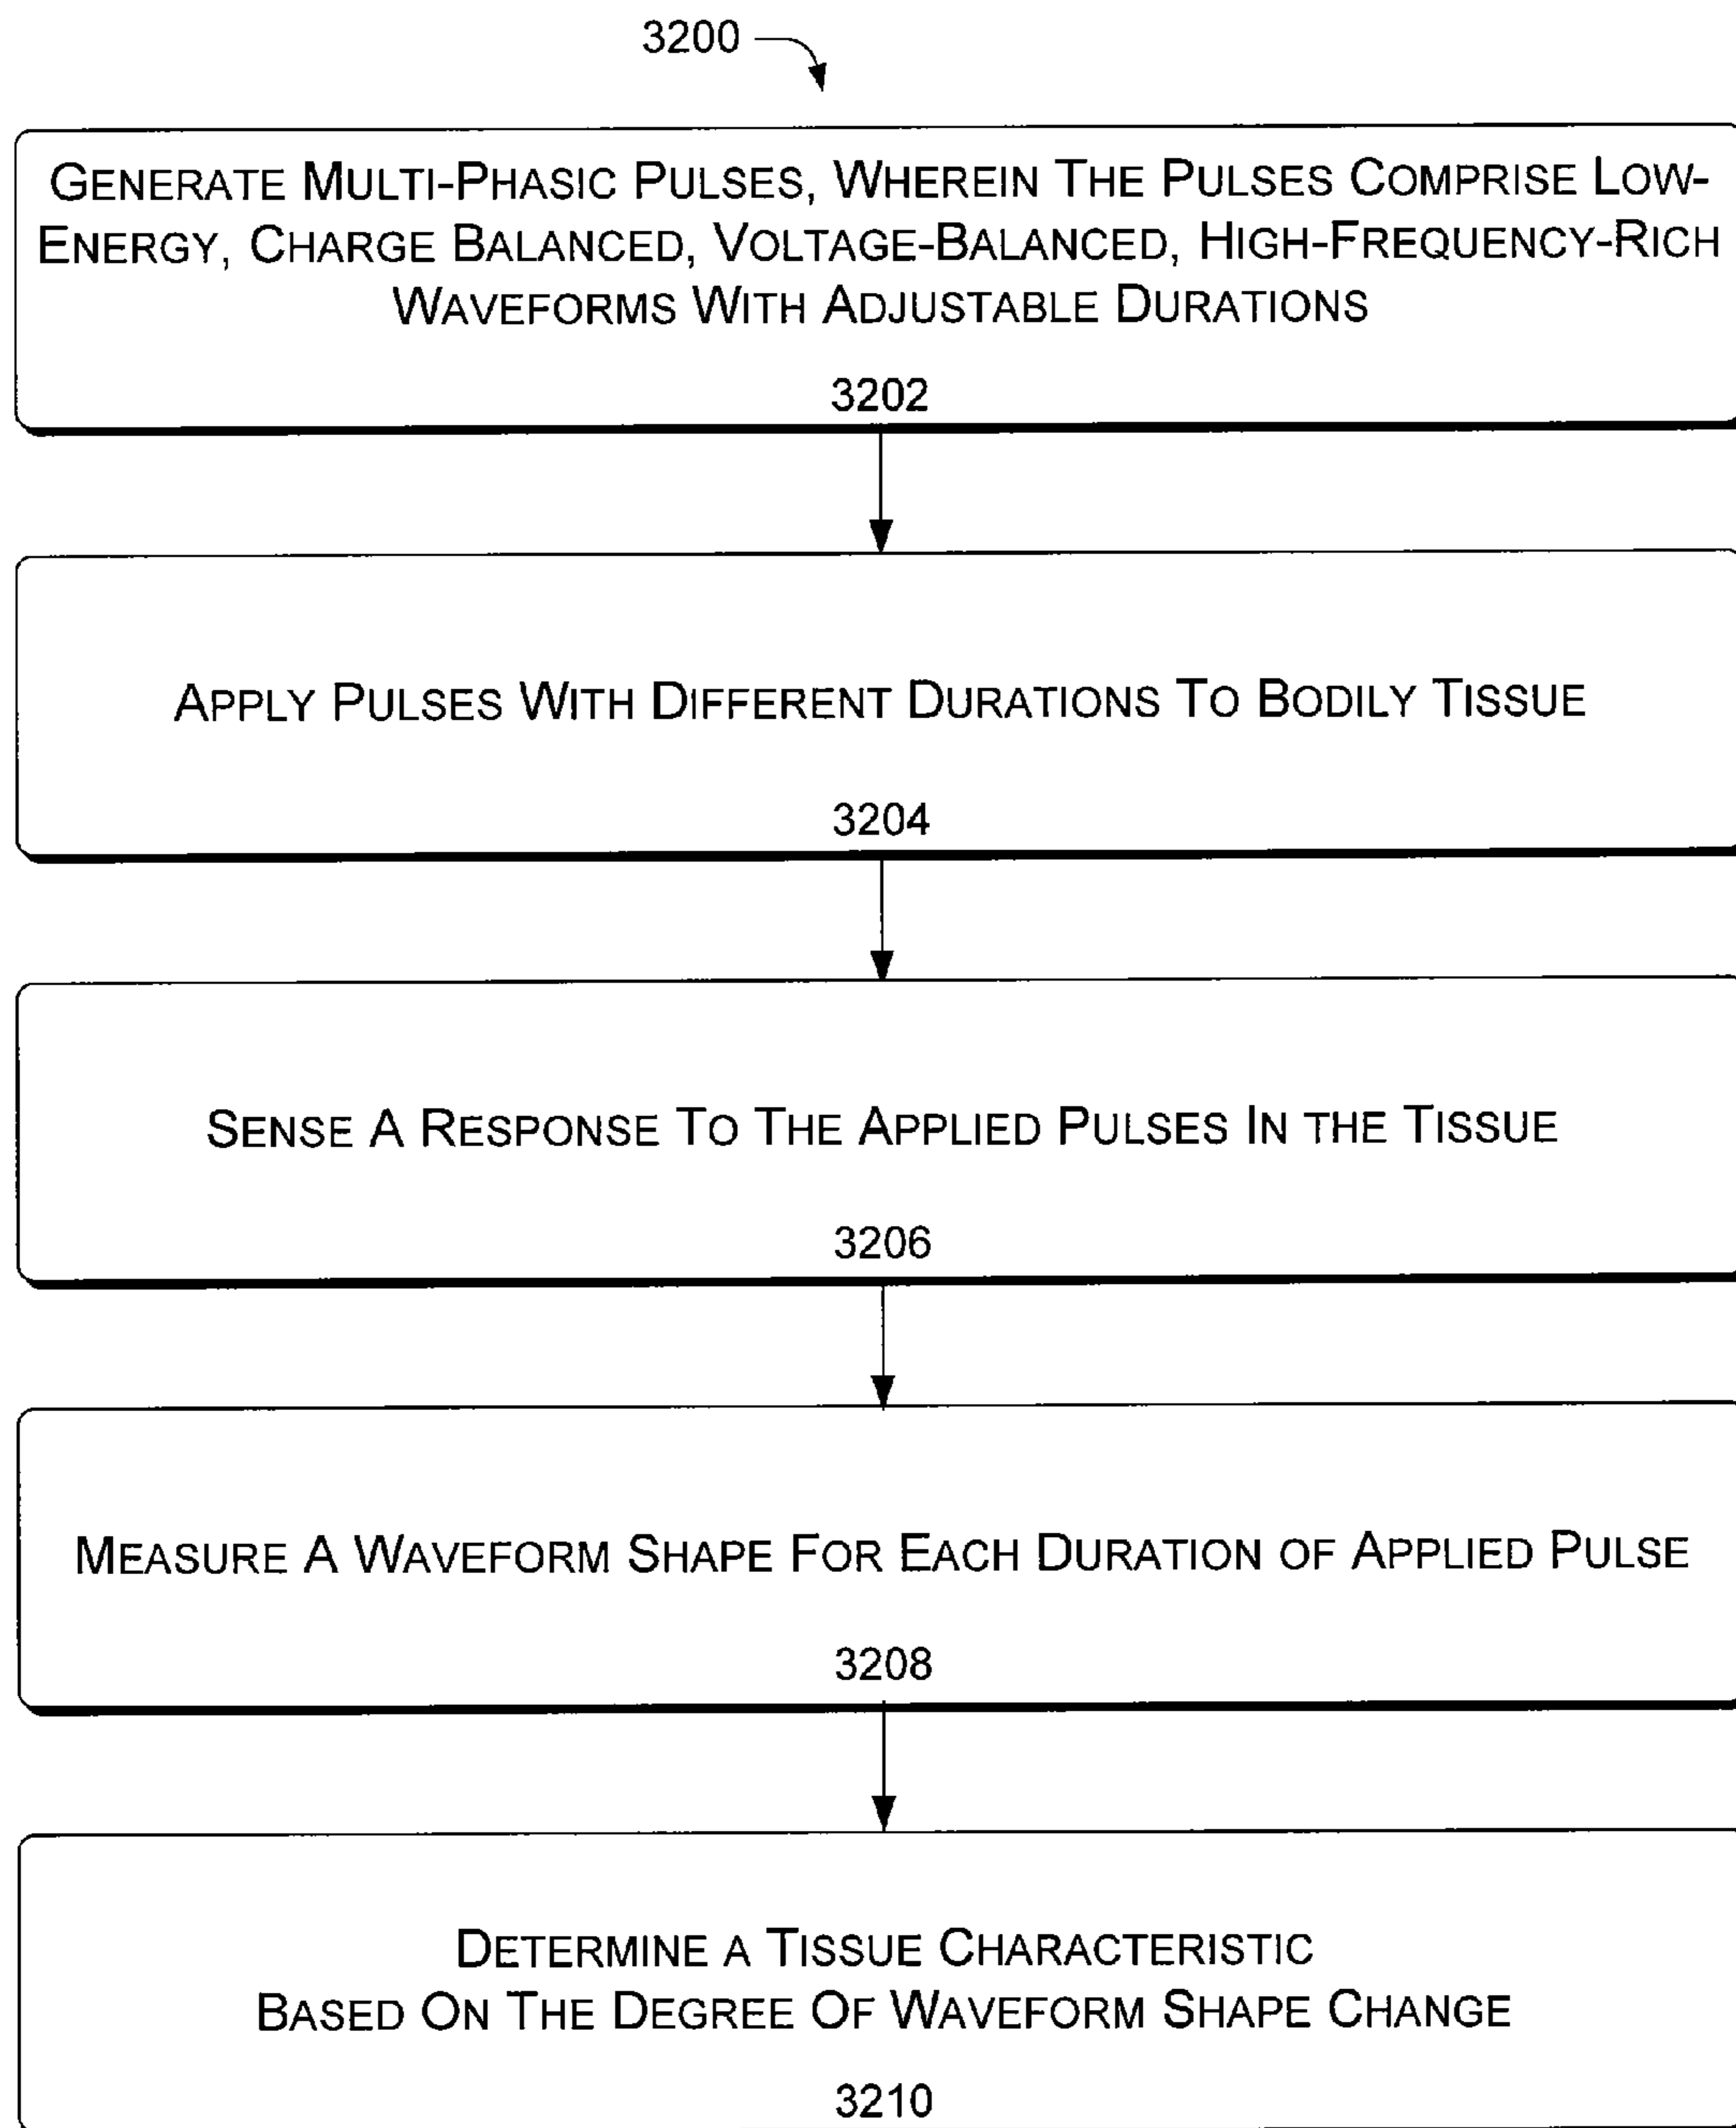 3200
GENERATE MULTI-PHASIC PULSES, WHEREIN THE PULSES COMPRISE LOW-
ENERGY, CHARGE BALANCED, VOLTAGE-BALANCED, HIGH-FREQUENCY-RICH
WAVEFORMS WITH ADJUSTABLE DURATIONS
3202
APPLY PULSES WITH DIFFERENT DURATIONS TO BODILY TISSUE
3204
SENSE A RESPONSE TO THE APPLIED PULSES IN THE TISSUE
3206
MEASURE A WAVEFORM SHAPE FOR EACH DURATION OF APPLIED PULSE
3208
DETERMINE A TISSUE CHARACTERISTIC
BASED ON THE DEGREE OF WAVEFORM SHAPE CHANGE
3210